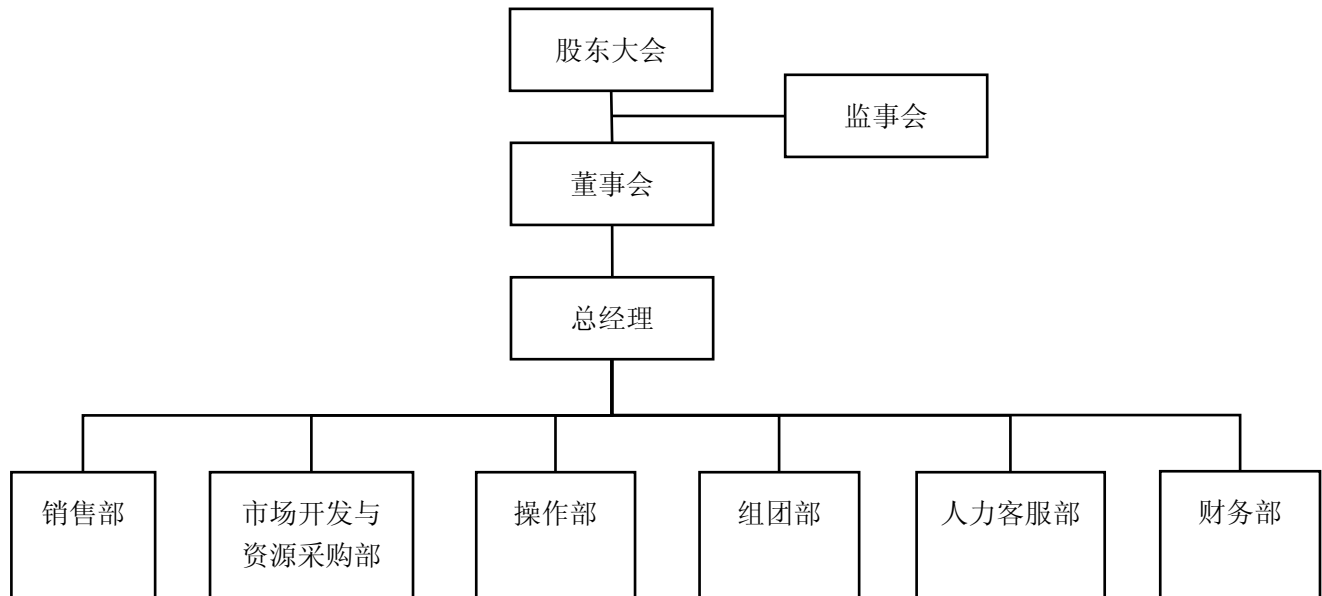 股东大会
监事会
董事会
总经理
销售部
市场开发与
资源采购部
操作部
组团部
人力客服部
财务部